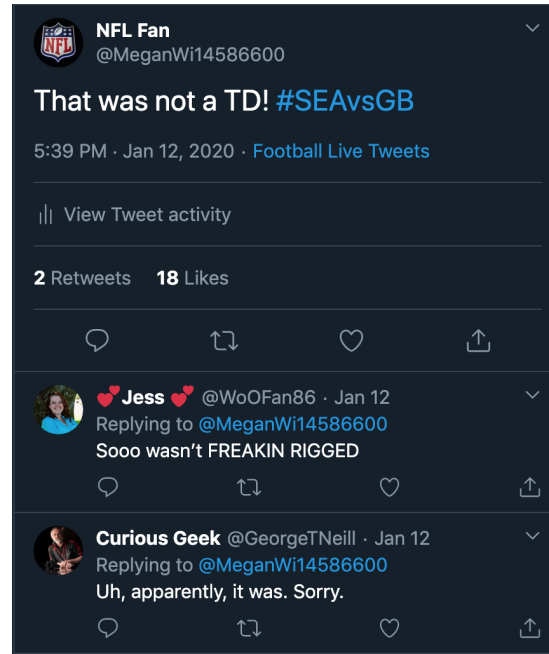 NFL
NFL Fan
@MeganWi14586600
That was not a TD! #SEAvsGB
5:39 PM · Jan 12, 2020 · Football Live Tweets
View Tweet activity
2 Retweets 18 Likes
💕Jess 💕 @WoOFan86 · Jan 12
Replying to @MeganWi14586600
Sooo wasn’t FREAKIN RIGGED
Curious Geek @GeorgeTNeill · Jan 12
Replying to @MeganWi14586600
Uh, apparently, it was. Sorry.